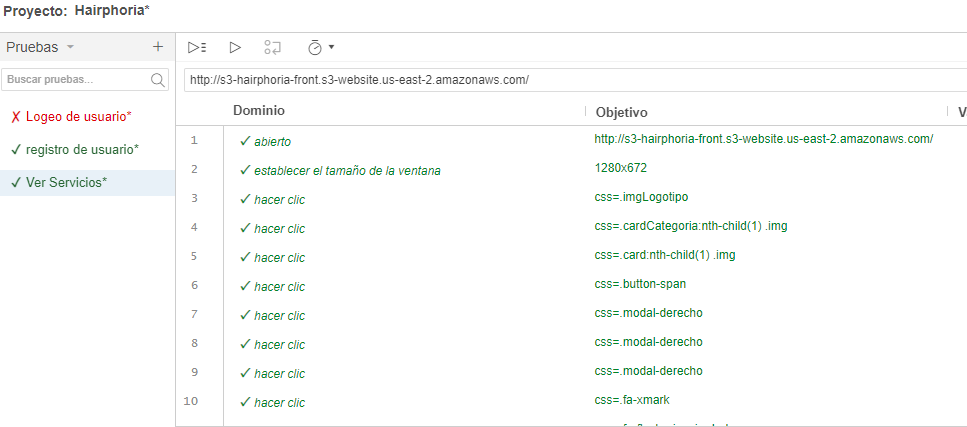 Proyecto: Hairphoria*
Pruebas
Buscar pruebas...
✗ Logeo de usuario*
✓ registro de usuario*
✓ Ver Servicios*
http://s3-hairphoria-front.s3-website.us-east-2.amazonaws.com/
Dominio Objetivo V
1 ✓ abierto http://s3-hairphoria-front.s3-website.us-east-2.amazonaws.com/
2 ✓ establecer el tamaño de la ventana 1280x672
3 ✓ hacer clic css=.imgLogotipo
4 ✓ hacer clic css=.cardCategoria:nth-child(1) .img
5 ✓ hacer clic css=.card:nth-child(1) .img
6 ✓ hacer clic css=.button-span
7 ✓ hacer clic css=.modal-derecho
8 ✓ hacer clic css=.modal-derecho
9 ✓ hacer clic css=.modal-derecho
10 ✓ hacer clic css=.fa-xmark